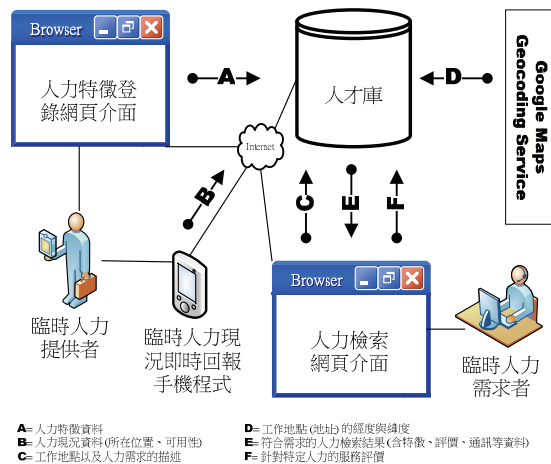 Browser
人力特徵登
錄網頁介面
A
人才庫
D
Google Maps
Geocoding Service
Internet
B
C
E
F
臨時人力
提供者
臨時人力現
況即時回報
手機程式
Browser
人力檢索
網頁介面
臨時人力
需求者
A= 人力特徵資料
B= 人力現況資料(所在位置、可用性)
C= 工作地點以及人力需求的描述
D= 工作地點(地址)的經度與緯度
E= 符合需求的人力檢索結果(含特徵、評價、通訊等資料)
F= 針對特定人力的服務評價